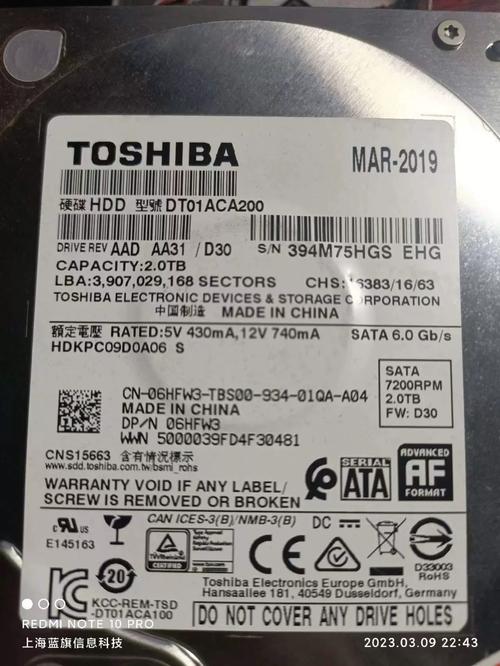 TOSHIBA
MAR-2019
硬碟 HDD 型號 DT01ACA200
DRIVE REV AAD AA31 / D30 S/N 394M75HGS EHG
CAPACITY:2.0TB
LBA:3,907,029,168 SECTORS CHS:16383/16/63
TOSHIBA ELECTRONIC DEVICES & STORAGE CORPORATION
中国制造 MADE IN CHINA
額定電壓 RATED:5V 430mA,12V 740mA SATA 6.0 Gb/s
HDKPC09D0A06 S
SATA
7200RPM
2.0TB
FW: D30
CN-06HFW3-TBS00-934-01QA-A04
MADE IN CHINA
DP/N 06HFW3
WWN 5000039FD4F30481
CNS15663 含有情況標示
www.sdd.toshiba.com.tw/bsmi_rohs
WARRANTY VOID IF ANY LABEL/
SCREW IS REMOVED OR BROKEN
SERIAL
ATA
ADVANCED
AF
FORMAT
CAN ICES-3(B)/NMB-3(B)
DC
c UL US
E145163
TÜVRheinland
CERTIFIED
CE
D33003
RoHS
20
Toshiba Electronics Europe GmbH,
Hansaallee 181, 40549 Dusseldorf, Germany
KCC-REM-TSD
-DT01ACA100
DO NOT COVER ANY DRIVE HOLES
REDMI NOTE 10 PRO
上海蓝旗信息科技
2023.03.09 22:43